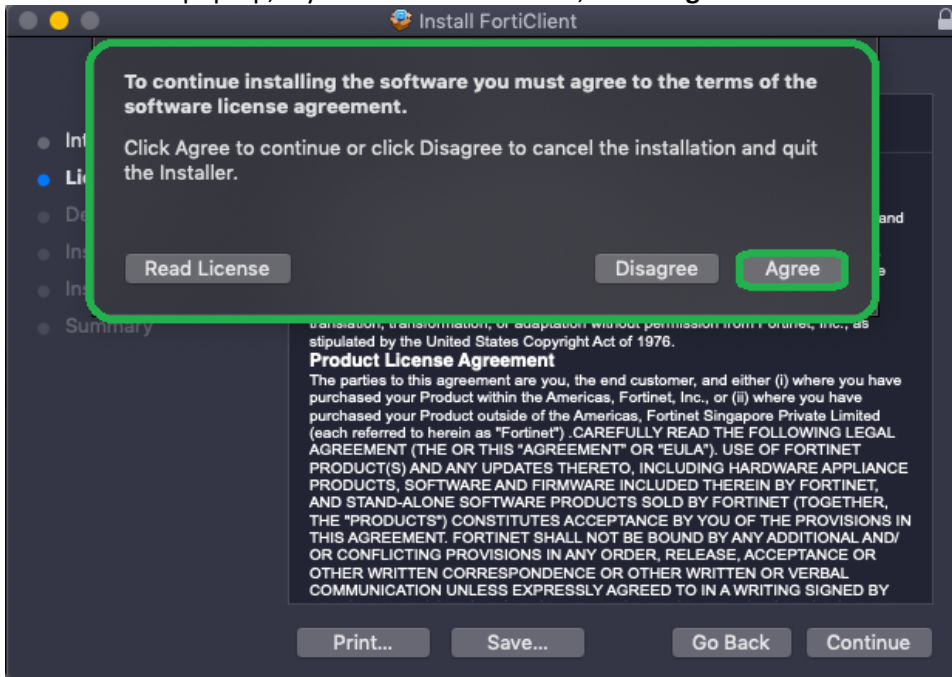 Install FortiClient
To continue installing the software you must agree to the terms of the
software license agreement.
Click Agree to continue or click Disagree to cancel the installation and quit
the Installer.
Read License
Disagree
Agree
Int
Lic
De
Ins
Ins
Summary
and
stipulated by the United States Copyright Act of 1976.
Product License Agreement
The parties to this agreement are you, the end customer, and either (i) where you have
purchased your Product within the Americas, Fortinet, Inc., or (ii) where you have
purchased your Product outside of the Americas, Fortinet Singapore Private Limited
(each referred to herein as "Fortinet") .CAREFULLY READ THE FOLLOWING LEGAL
AGREEMENT (THE OR THIS "AGREEMENT" OR "EULA"). USE OF FORTINET
PRODUCT(S) AND ANY UPDATES THERETO, INCLUDING HARDWARE APPLIANCE
PRODUCTS, SOFTWARE AND FIRMWARE INCLUDED THEREIN BY FORTINET,
AND STAND-ALONE SOFTWARE PRODUCTS SOLD BY FORTINET (TOGETHER,
THE "PRODUCTS") CONSTITUTES ACCEPTANCE BY YOU OF THE PROVISIONS IN
THIS AGREEMENT. FORTINET SHALL NOT BE BOUND BY ANY ADDITIONAL AND/
OR CONFLICTING PROVISIONS IN ANY ORDER, RELEASE, ACCEPTANCE OR
OTHER WRITTEN CORRESPONDENCE OR OTHER WRITTEN OR VERBAL
COMMUNICATION UNLESS EXPRESSLY AGREED TO IN A WRITING SIGNED BY
Print...
Save...
Go Back
Continue